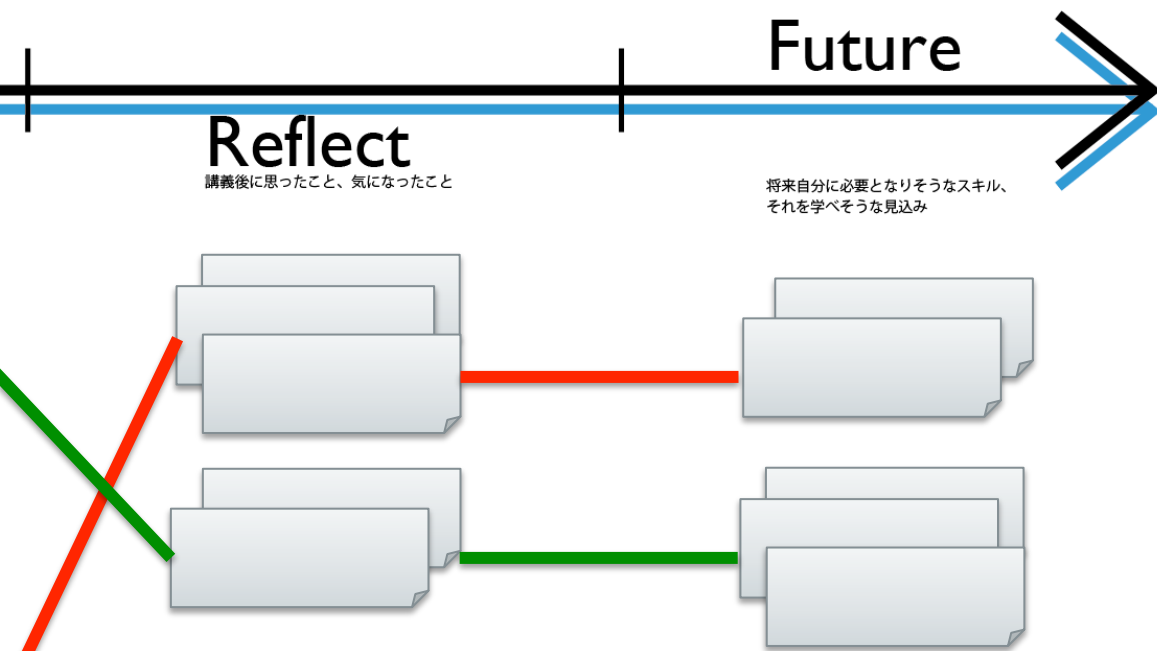 Future
Reflect
講義後に思ったこと、気になったこと
将来自分に必要となりそうなスキル、
それを学べそうな見込み